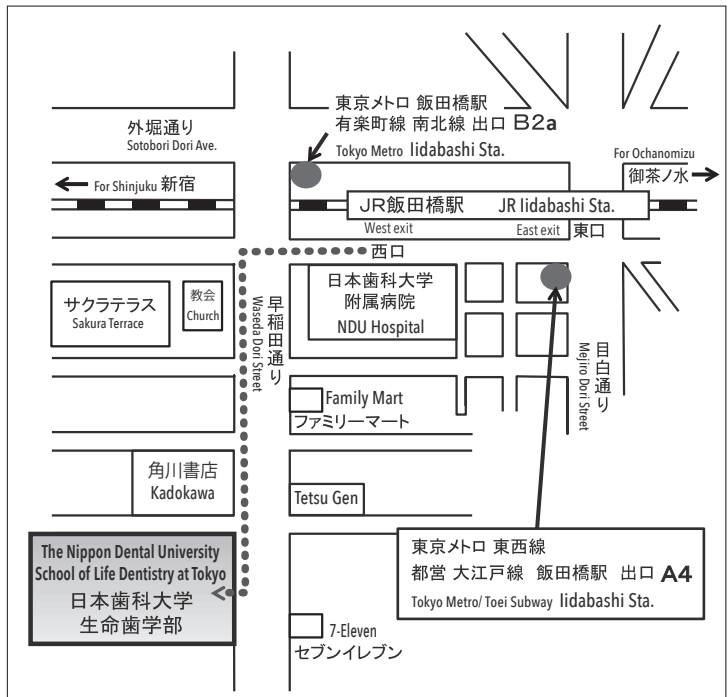 東京メトロ 飯田橋駅
有楽町線 南北線 出口 B2a
Tokyo Metro Iidabashi Sta.
外堀通り
Sotobori Dori Ave.
For Ochanomizu
御茶ノ水
For Shinjuku 新宿
JR飯田橋駅 JR Iidabashi Sta.
West exit
East exit 東口
西口
サクラテラス
Sakura Terrace
教会
Church
早稲田通り
Waseda Dori Street
日本歯科大学
附属病院
NDU Hospital
目白通り
Mejiro Dori Street
Family Mart
ファミリーマート
角川書店
Kadokawa
Tetsu Gen
The Nippon Dental University
School of Life Dentistry at Tokyo
日本歯科大学
生命歯学部
東京メトロ 東西線
都営 大江戸線 飯田橋駅 出口 A4
Tokyo Metro/ Toei Subway Iidabashi Sta.
7-Eleven
セブンイレブン